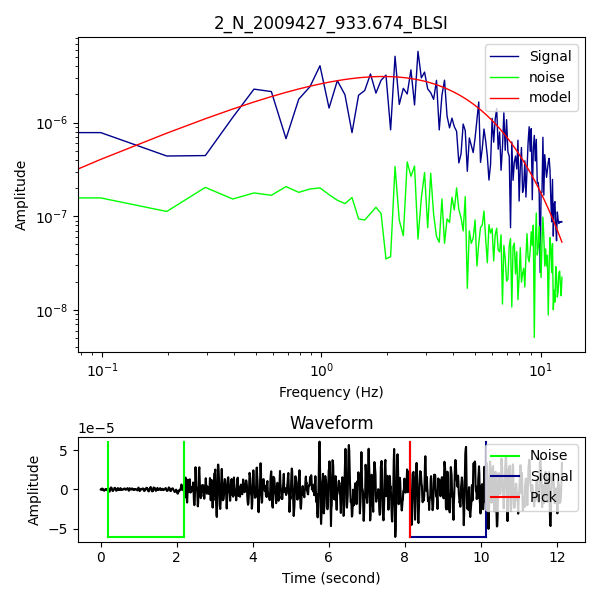 2_N_2009427_933.674_BLSI
Amplitude
10⁻⁶
10⁻⁷
10⁻⁸
Signal
noise
model
10⁻¹ 10⁰ 10¹
Frequency (Hz)
Waveform
1e−5
Amplitude
5
0
−5
Noise
Signal
Pick
0 2 4 6 8 10 12
Time (second)